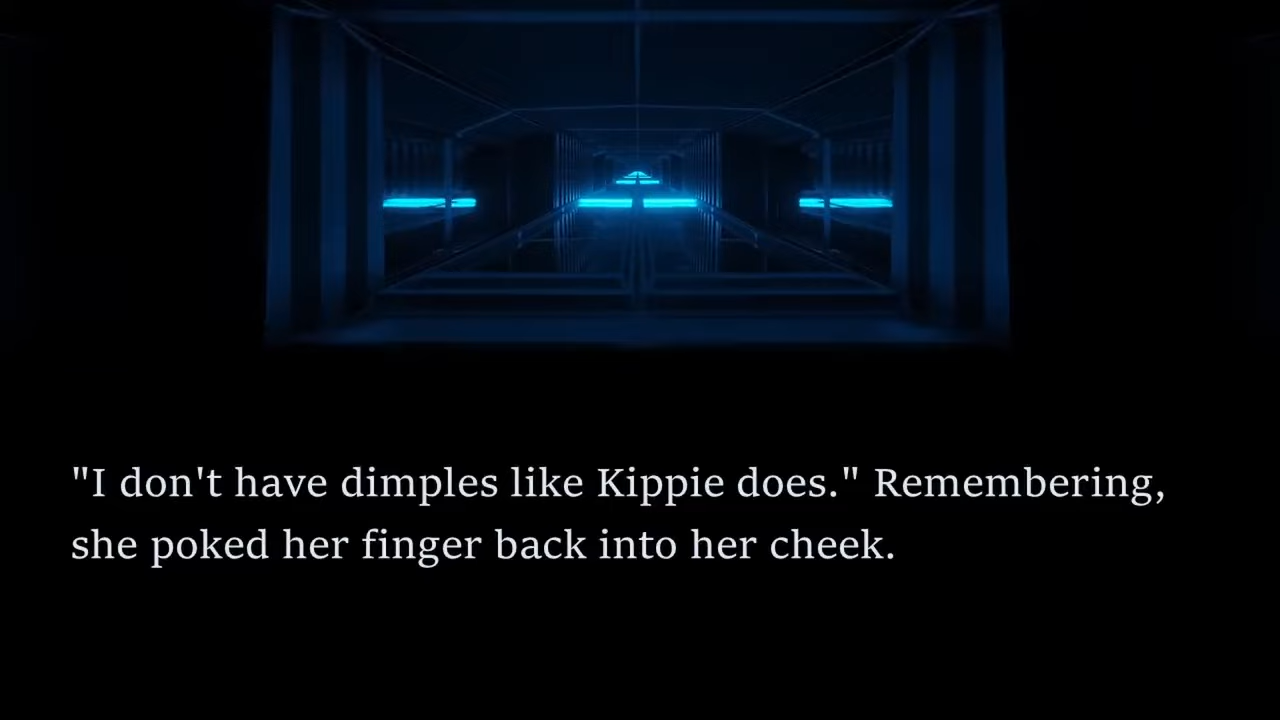 "I don't have dimples like Kippie does." Remembering,
she poked her finger back into her cheek.